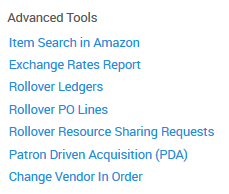 Advanced Tools
Item Search in Amazon
Exchange Rates Report
Rollover Ledgers
Rollover PO Lines
Rollover Resource Sharing Requests
Patron Driven Acquisition (PDA)
Change Vendor In Order